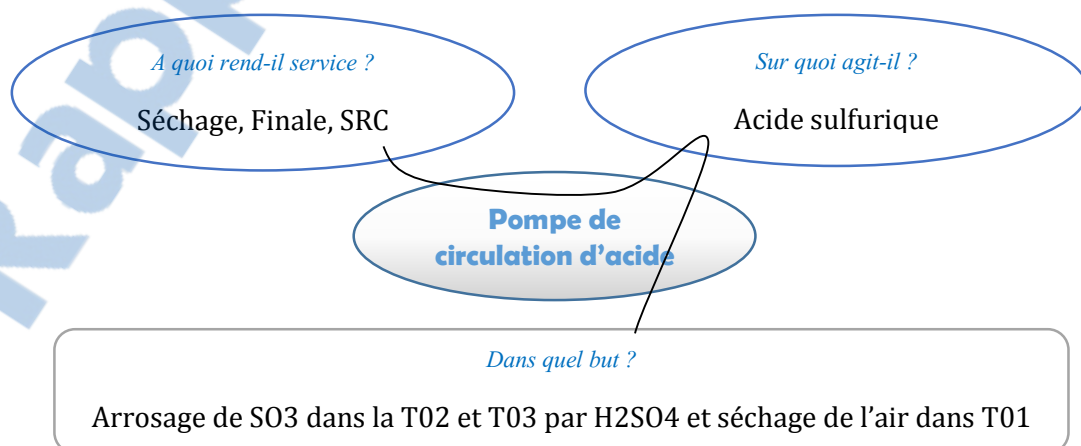 A quoi rend-il service ?
Séchage, Finale, SRC
Sur quoi agit-il ?
Acide sulfurique
Pompe de
circulation d'acide
Dans quel but ?
Arrosage de SO3 dans la T02 et T03 par H2SO4 et séchage de l'air dans T01